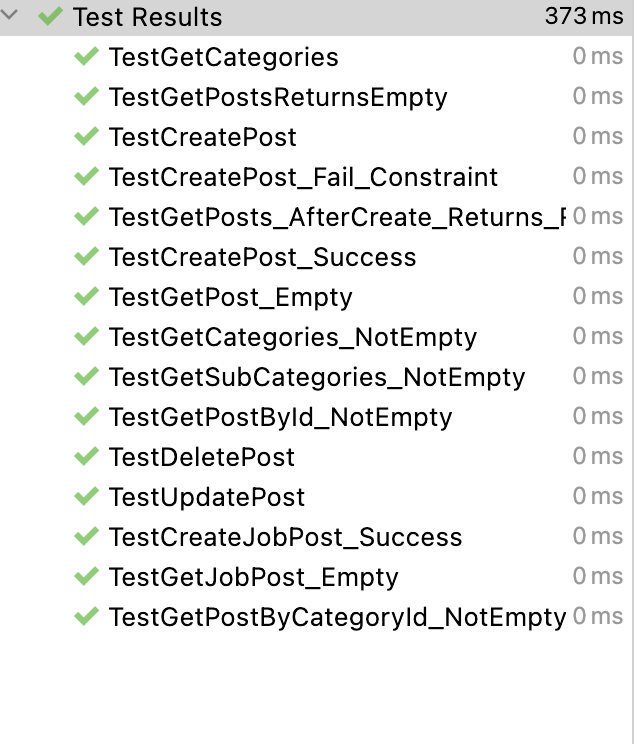 Test Results 373 ms
TestGetCategories 0 ms
TestGetPostsReturnsEmpty 0 ms
TestCreatePost 0 ms
TestCreatePost_Fail_Constraint 0 ms
TestGetPosts_AfterCreate_Returns_ 0 ms
TestCreatePost_Success 0 ms
TestGetPost_Empty 0 ms
TestGetCategories_NotEmpty 0 ms
TestGetSubCategories_NotEmpty 0 ms
TestGetPostById_NotEmpty 0 ms
TestDeletePost 0 ms
TestUpdatePost 0 ms
TestCreateJobPost_Success 0 ms
TestGetJobPost_Empty 0 ms
TestGetPostByCategoryId_NotEmpty 0 ms